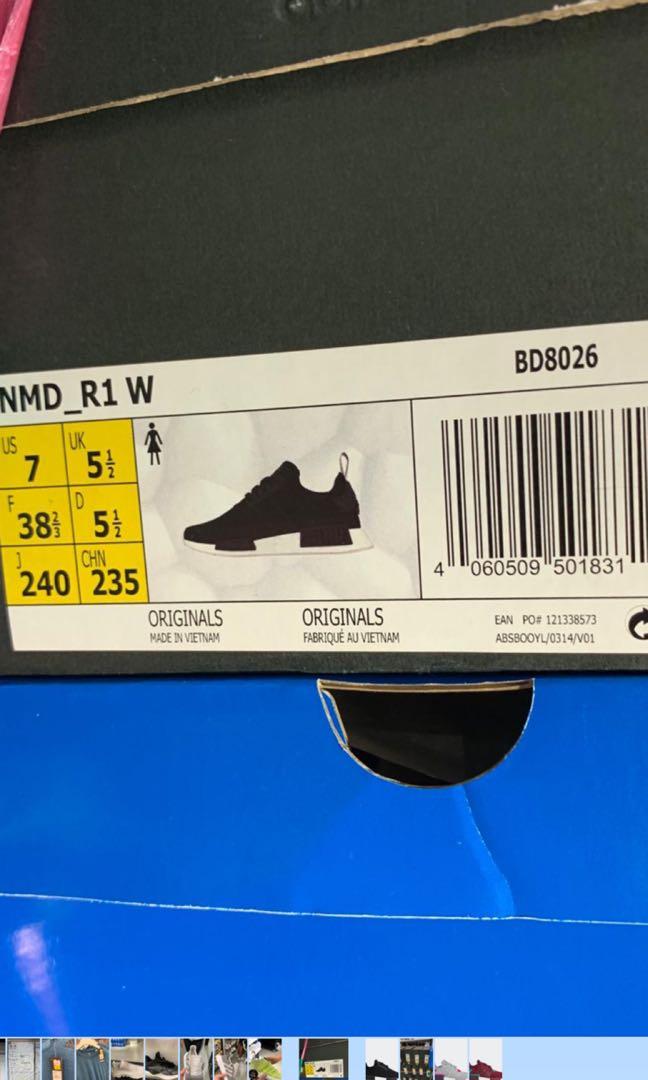 NMD_R1 W
BD8026
US 7
UK 5½
F 38⅔
D 5½
J 240
CHN 235
4 060509 501831
ORIGINALS
MADE IN VIETNAM
ORIGINALS
FABRIQUÉ AU VIETNAM
EAN PO# 121338573
ABSBOOYL/0314/V01